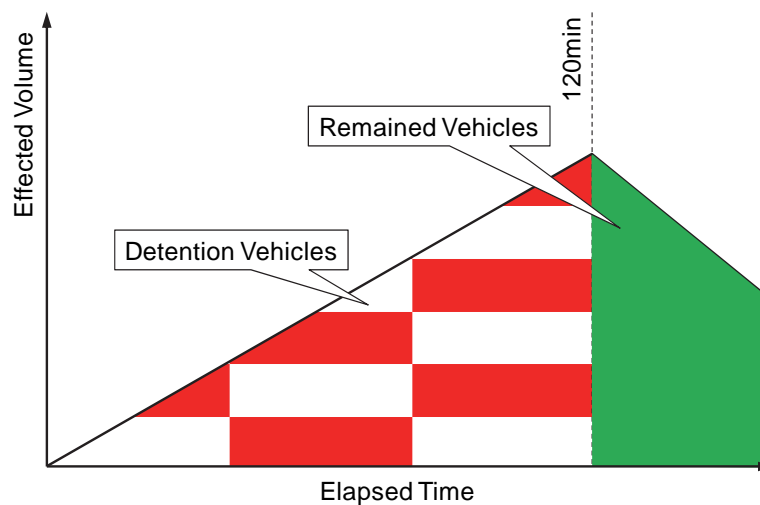 Effected Volume
120min
Remained Vehicles
Detention Vehicles
Elapsed Time